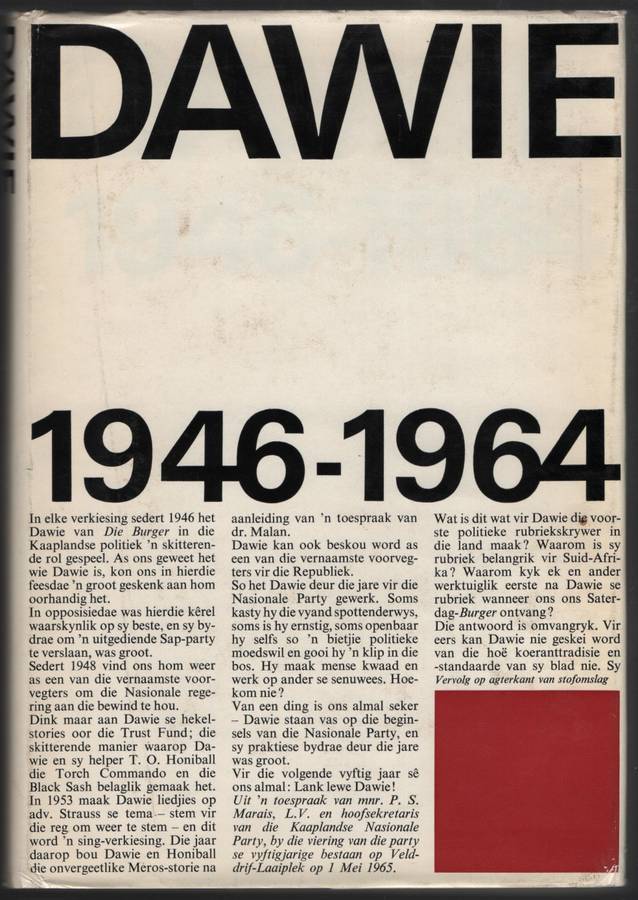 DAWIE
DAWIE
1946-1964
In elke verkiesing sedert 1946 het
Dawie van Die Burger in die
Kaaplandse politiek 'n skitteren-
de rol gespeel. As ons geweet het
wie Dawie is, kon ons in hierdie
feesdae 'n groot geskenk aan hom
oorhandig het.
In opposisiedae was hierdie kêrel
waarskynlik op sy beste, en sy by-
drae om 'n uitgediende Sap-party
te verslaan, was groot.
Sedert 1948 vind ons hom weer
as een van die vernaamste voor-
vegters om die Nasionale rege-
ring aan die bewind te hou.
Dink maar aan Dawie se hekel-
stories oor die Trust Fund; die
skitterende manier waarop Da-
wie en sy helper T. O. Honiball
die Torch Commando en die
Black Sash belaglik gemaak het.
In 1953 maak Dawie liedjies op
adv. Strauss se tema – stem vir
die reg om weer te stem – en dit
word 'n sing-verkiesing. Die jaar
daarop bou Dawie en Honiball
die onvergeetlike Meros-storie na
aanleiding van 'n toespraak van
dr. Malan.
Dawie kan ook beskou word as
een van die vernaamste voorveg-
ters vir die Republiek.
So het Dawie deur die jare vir die
Nasionale Party gewerk. Soms
kasty hy die vyand spottenderwys,
soms is hy ernstig, soms openbaar
hy selfs so 'n bietjie politieke
moedswil en gooi hy 'n klip in die
bos. Hy maak mense kwaad en
werk op ander se senuwees. Hoe-
kom nie?
Van een ding is ons almal seker
– Dawie staan vas op die begin-
sels van die Nasionale Party, en
sy praktiese bydrae deur die jare
was groot.
Vir die volgende vyftig jaar sê
ons almal: Lank lewe Dawie!
Uit 'n toespraak van mnr. P. S.
Marais, L.V. en hoofsekretaris
van die Kaaplandse Nasionale
Party, by die viering van die party
se vyftigjarige bestaan op Veld-
drif-Laaiplek op 1 Mei 1965.
Wat is dit wat vir Dawie die voor-
ste politieke rubriekskrywer in
die land maak? Waarom is sy
rubriek belangrik vir Suid-Afri-
ka? Waarom kyk ek en ander
werktuiglik eerste na Dawie se
rubriek wanneer ons ons Sater-
dag-Burger ontvang?
Die antwoord is omvangryk. Vir
eers kan Dawie nie geskei word
van die hoë koeranttradisie en
-standaarde van sy blad nie. Sy
Vervolg op agterkant van stofomslag